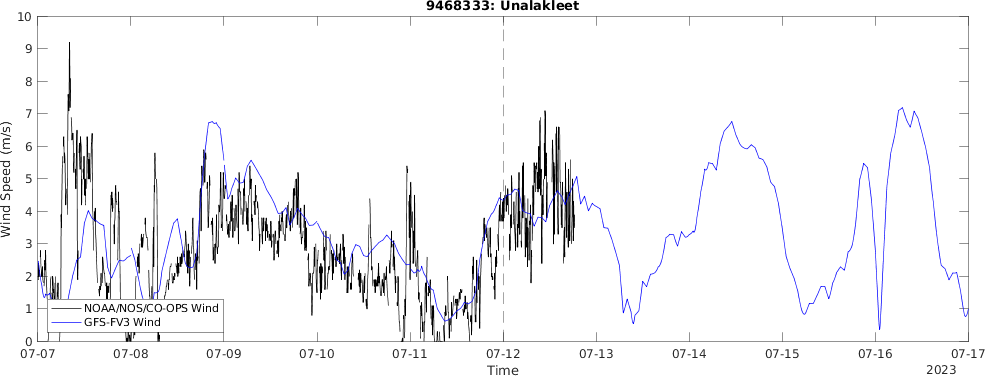 9468333: Unalakleet
10
9
8
7
6
5
4
3
2
1
0
Wind Speed (m/s)
NOAA/NOS/CO-OPS Wind
GFS-FV3 Wind
07-07 07-08 07-09 07-10 07-11 07-12 07-13 07-14 07-15 07-16 07-17
Time
2023